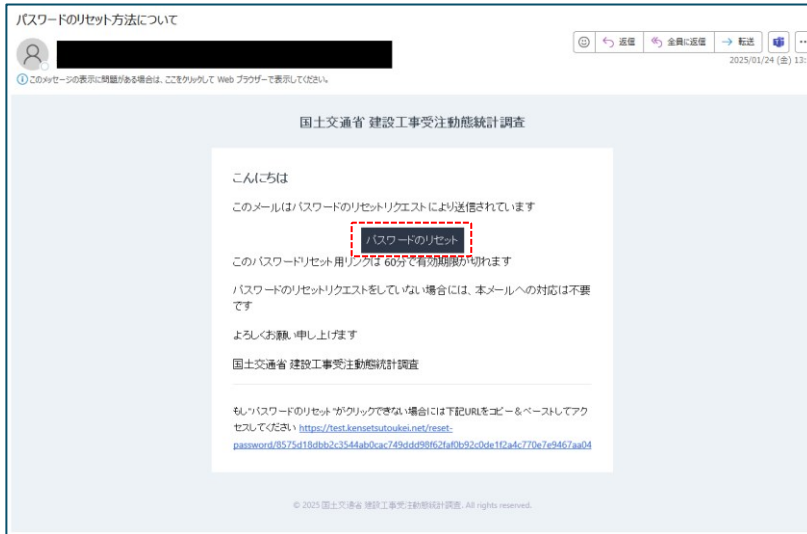 パスワードのリセット方法について
返信 全員に返信 転送
2025/01/24 (金) 13:
このメッセージの表示に問題がある場合は、ここをクリックして Web ブラウザーで表示してください。
国土交通省 建設工事受注動態統計調査
こんにちは
このメールはパスワードのリセットリクエストにより送信されています
パスワードのリセット
このパスワードリセット用リンクは 60分で有効期限が切れます
パスワードのリセットリクエストをしていない場合には、本メールへの対応は不要
です
よろしくお願い申し上げます
国土交通省 建設工事受注動態統計調査
もし"パスワードのリセット"がクリックできない場合には下記URLをコピー&ペーストしてアク
セスしてください https://test.kensetsutoukei.net/reset-
password/8575d18dbb2c3544ab0cac749ddd98f62faf0b92c0de1f2a4c770e7e9467aa04
© 2025 国土交通省 建設工事受注動態統計調査. All rights reserved.